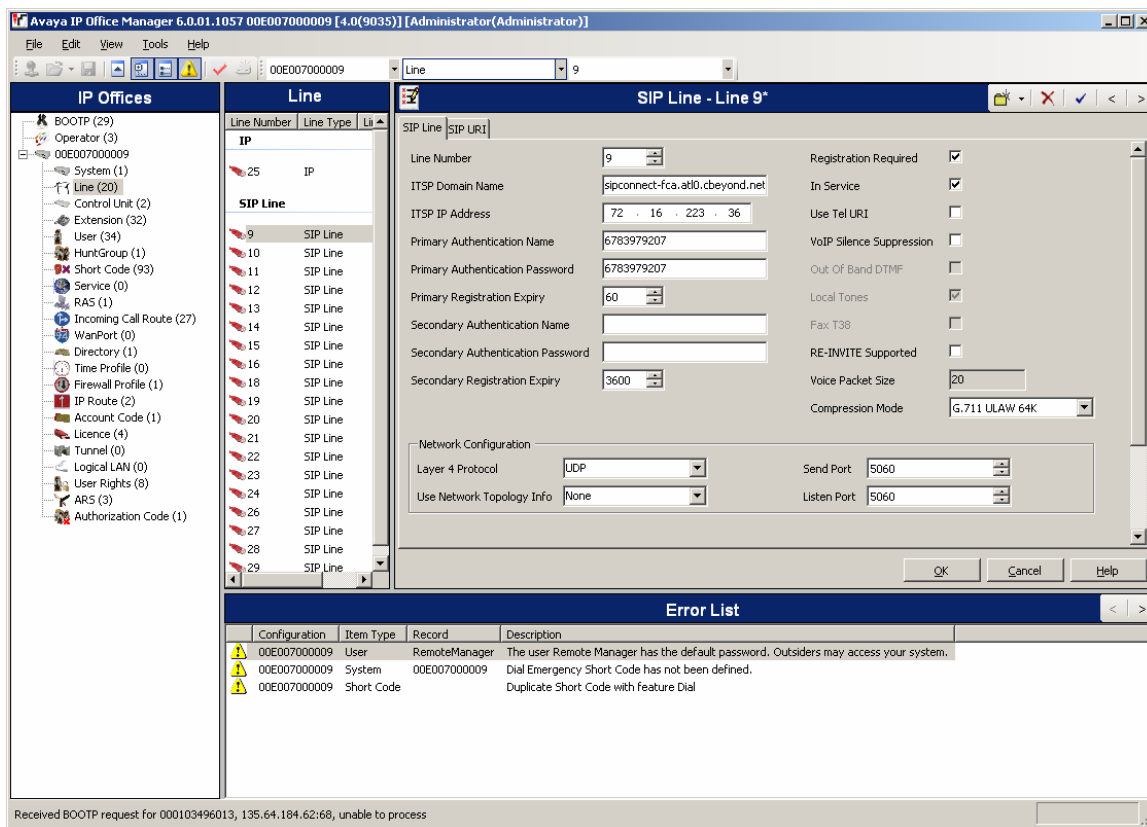 Avaya IP Office Manager 6.0.01.1057 00E007000009 [4.0(9035)] [Administrator(Administrator)]
File Edit View Tools Help
00E007000009 Line 9
IP Offices
BOOTP (29)
Operator (3)
00E007000009
System (1)
Line (20)
Control Unit (2)
Extension (32)
User (34)
HuntGroup (1)
Short Code (93)
Service (0)
RAS (1)
Incoming Call Route (27)
WanPort (0)
Directory (1)
Time Profile (0)
Firewall Profile (1)
IP Route (2)
Account Code (1)
Licence (4)
Tunnel (0)
Logical LAN (0)
User Rights (8)
ARS (3)
Authorization Code (1)
Line
Line Number Line Type Li
IP
25 IP
SIP Line
9 SIP Line
10 SIP Line
11 SIP Line
12 SIP Line
13 SIP Line
14 SIP Line
15 SIP Line
16 SIP Line
18 SIP Line
19 SIP Line
20 SIP Line
21 SIP Line
22 SIP Line
23 SIP Line
24 SIP Line
26 SIP Line
27 SIP Line
28 SIP Line
29 SIP Line
SIP Line - Line 9*
SIP Line SIP URI
Line Number 9
ITSP Domain Name sipconnect-fca.atl0.cbeyond.net
ITSP IP Address 72 . 16 . 223 . 36
Primary Authentication Name 6783979207
Primary Authentication Password 6783979207
Primary Registration Expiry 60
Secondary Authentication Name
Secondary Authentication Password
Secondary Registration Expiry 3600
Registration Required
In Service
Use Tel URI
VoIP Silence Suppression
Out Of Band DTMF
Local Tones
Fax T38
RE-INVITE Supported
Voice Packet Size 20
Compression Mode G.711 ULAW 64K
Network Configuration
Layer 4 Protocol UDP Send Port 5060
Use Network Topology Info None Listen Port 5060
OK Cancel Help
Error List
Configuration Item Type Record Description
00E007000009 User RemoteManager The user Remote Manager has the default password. Outsiders may access your system.
00E007000009 System 00E007000009 Dial Emergency Short Code has not been defined.
00E007000009 Short Code Duplicate Short Code with feature Dial
Received BOOTP request for 000103496013, 135.64.184.62:68, unable to process